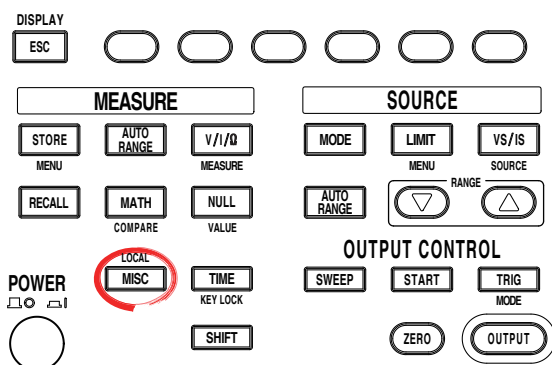 DISPLAY
ESC
MEASURE
SOURCE
STORE
AUTO
RANGE
V/I/Ω
MODE
LIMIT
VS/IS
MENU
MEASURE
MENU
SOURCE
RECALL
MATH
NULL
AUTO
RANGE
RANGE
COMPARE
VALUE
LOCAL
OUTPUT CONTROL
POWER
MISC
TIME
SWEEP
START
TRIG
KEY LOCK
MODE
SHIFT
ZERO
OUTPUT